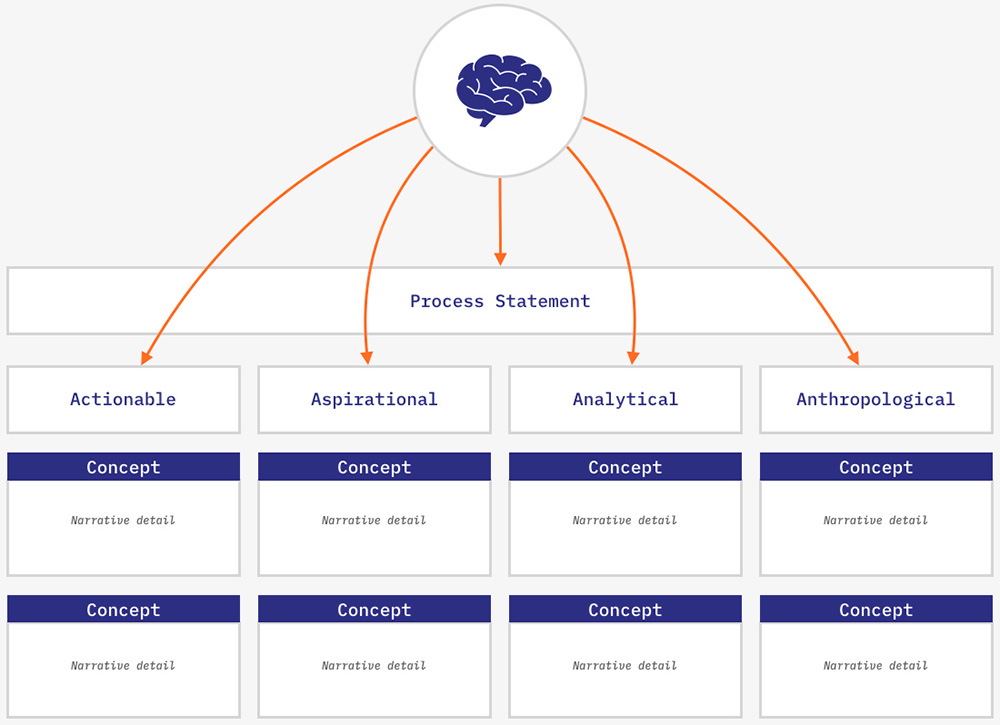 Process Statement
Actionable
Aspirational
Analytical
Anthropological
Concept
Concept
Concept
Concept
Narrative detail
Narrative detail
Narrative detail
Narrative detail
Concept
Concept
Concept
Concept
Narrative detail
Narrative detail
Narrative detail
Narrative detail